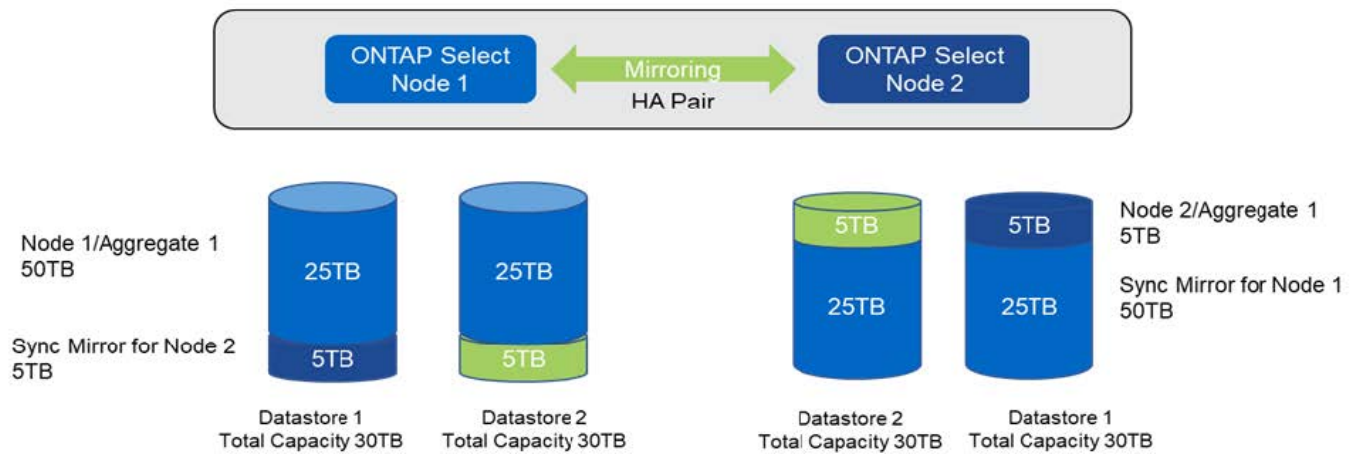 ONTAP Select
Node 1
Mirroring
HA Pair
ONTAP Select
Node 2
Node 1/Aggregate 1
50TB
Sync Mirror for Node 2
5TB
25TB
5TB
25TB
5TB
5TB
25TB
5TB
25TB
Node 2/Aggregate 1
5TB
Sync Mirror for Node 1
50TB
Datastore 1
Total Capacity 30TB
Datastore 2
Total Capacity 30TB
Datastore 2
Total Capacity 30TB
Datastore 1
Total Capacity 30TB